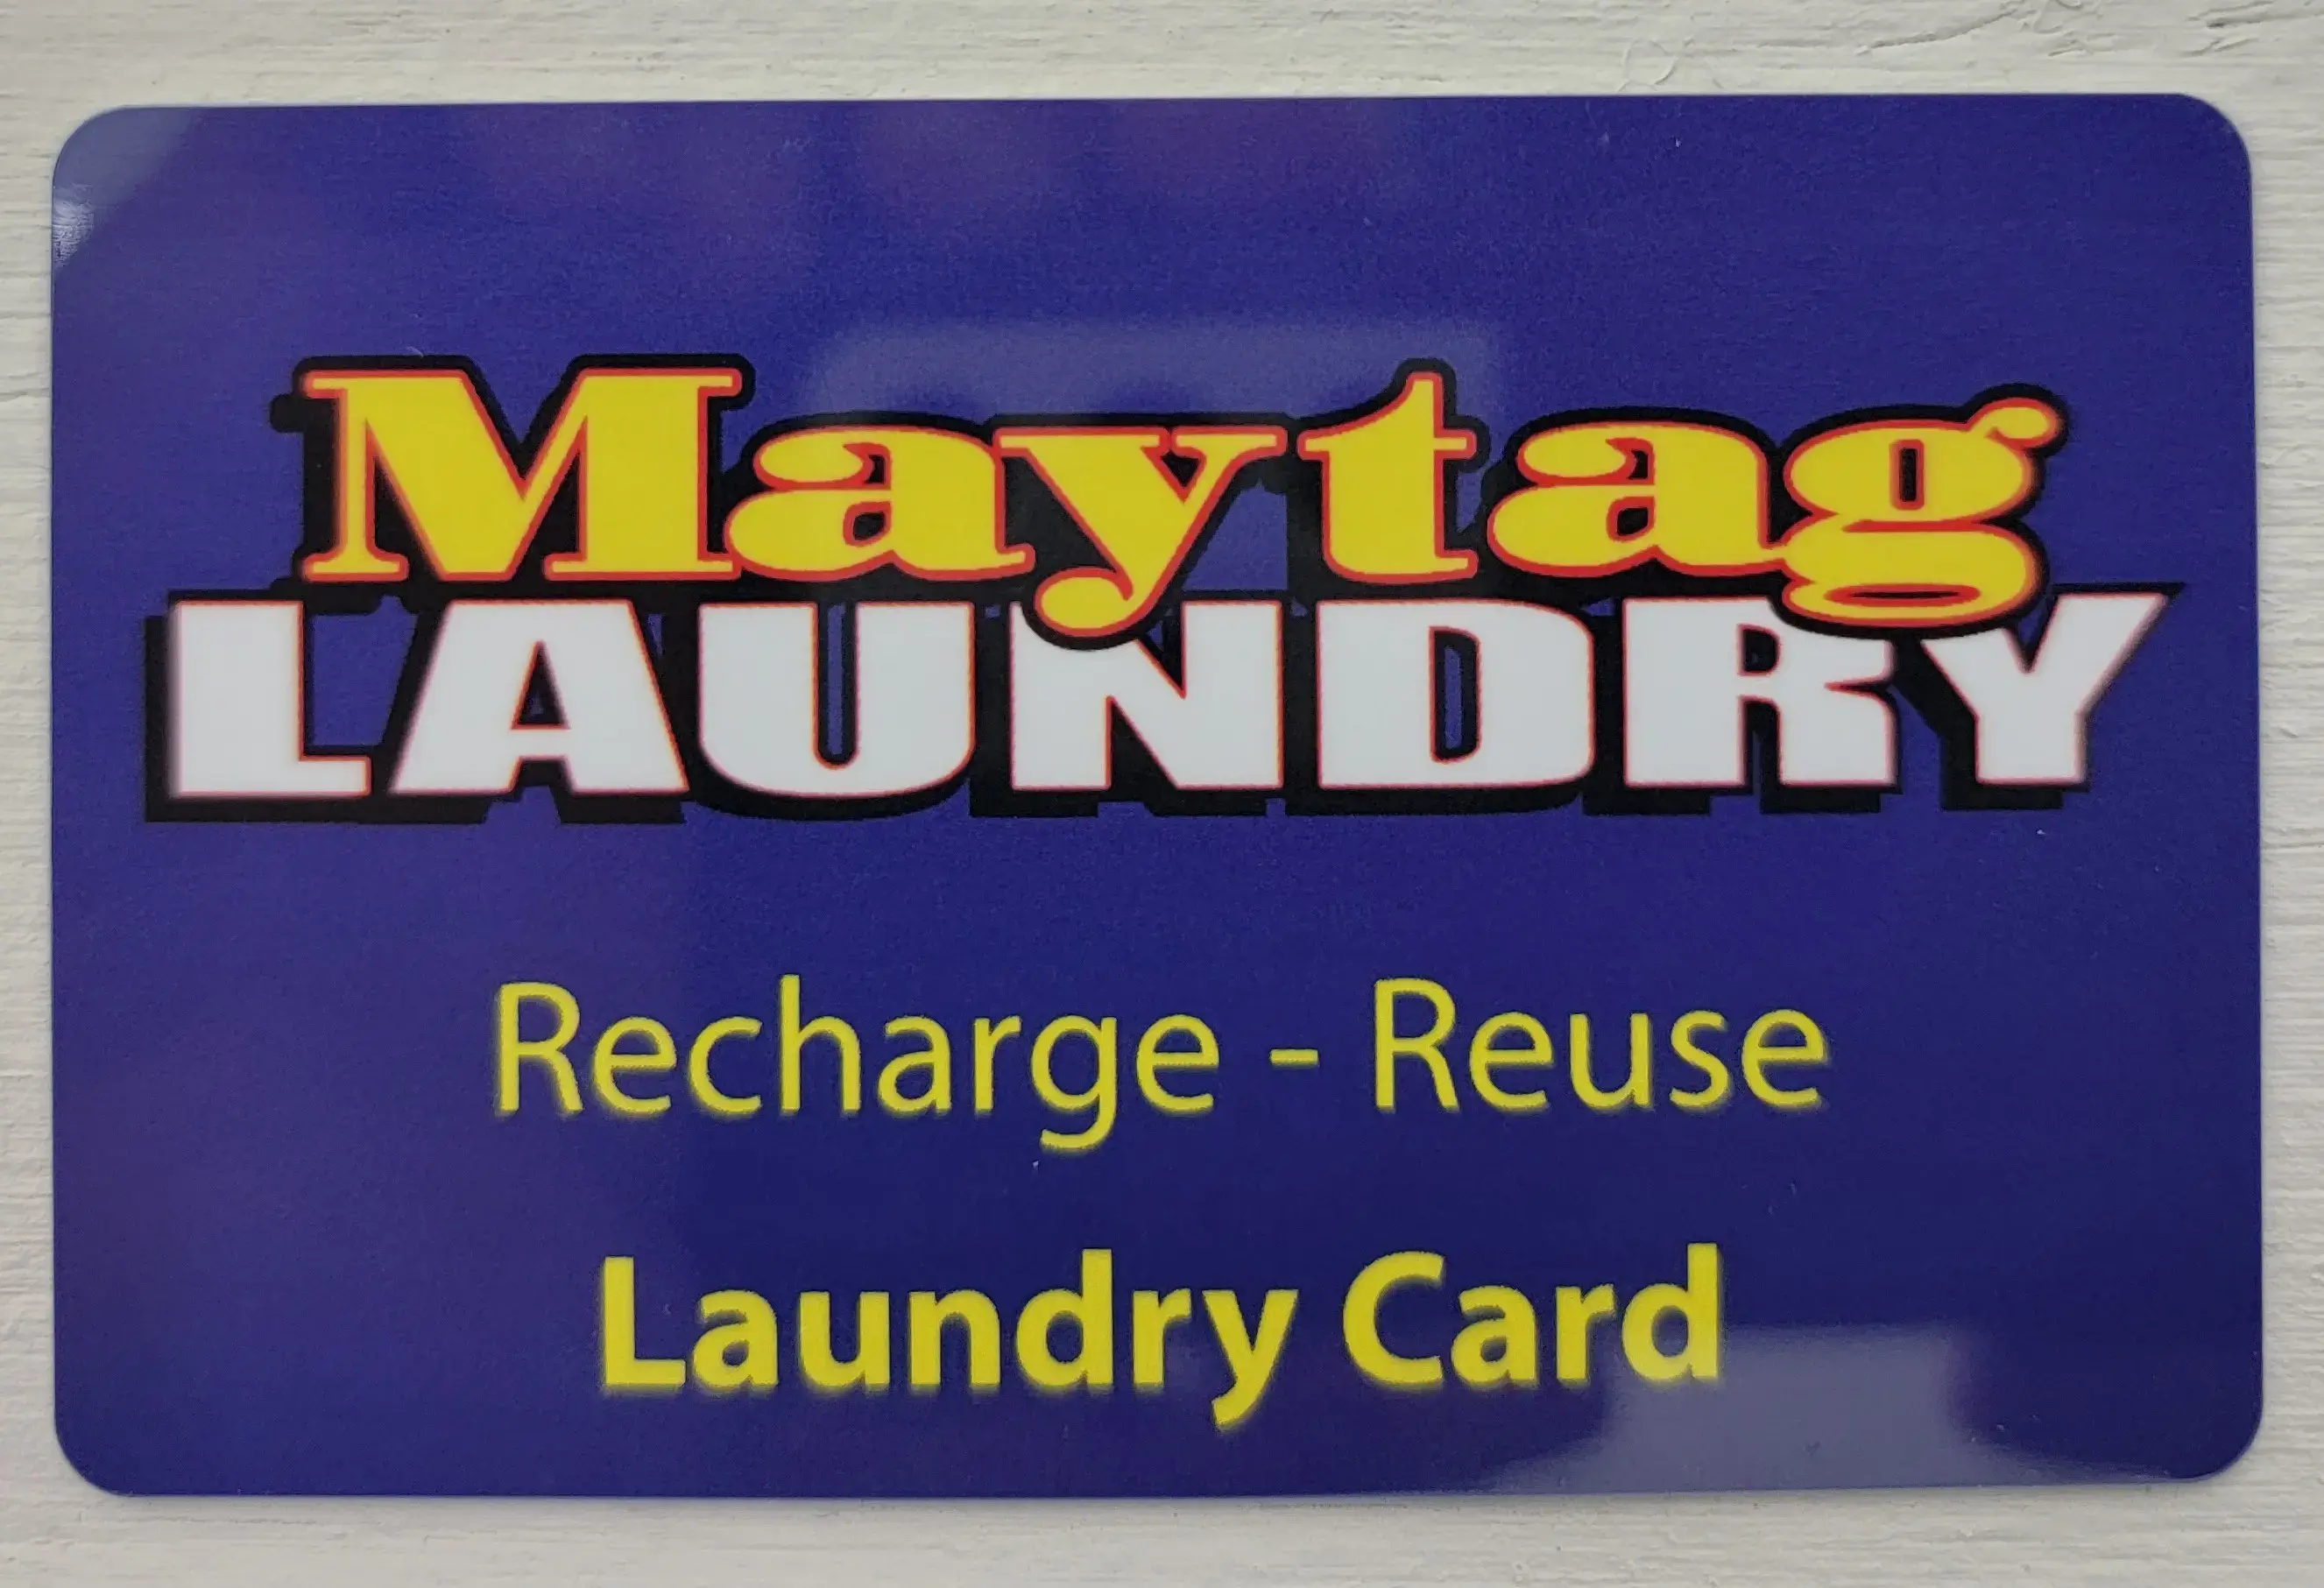 Maytag
LAUNDRY
Recharge - Reuse
Laundry Card